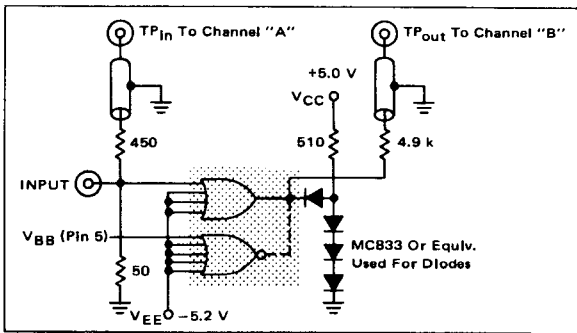 TPin To Channel "A"
TPout To Channel "B"
+5.0 V
VCC
450
510
4.9 k
INPUT
VBB (Pin 5)
MC833 Or Equiv.
Used For Diodes
50
VEE
−5.2 V